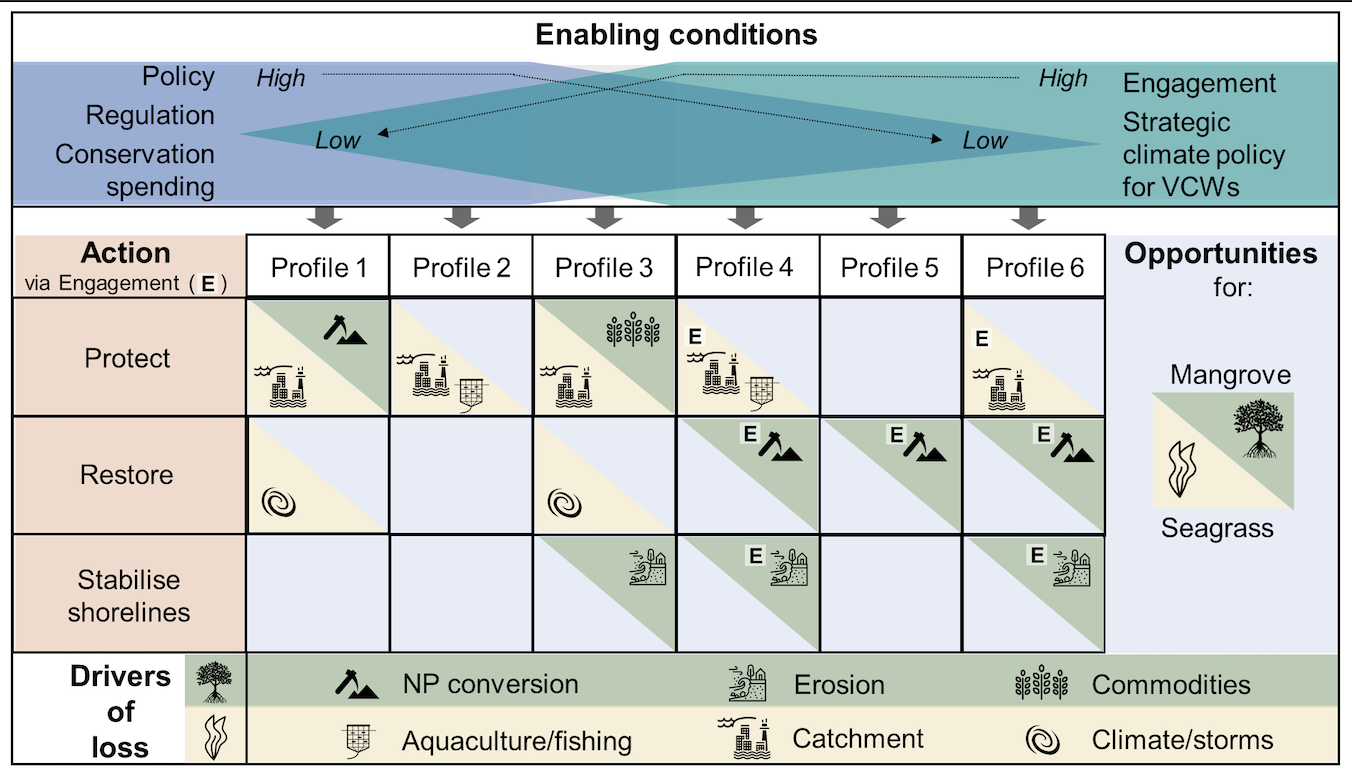 Enabling conditions
Policy
High
High
Engagement
Regulation
Strategic
Low
Low
Conservation
climate policy
spending
for VCWs
Action
via Engagement ( E )
Profile 1
Profile 2
Profile 3
Profile 4
Profile 5
Profile 6
Opportunities
for:
Protect
E
E
Mangrove
Restore
E
E
E
Seagrass
Stabilise
shorelines
E
E
Drivers
of
loss
NP conversion
Erosion
Commodities
Aquaculture/fishing
Catchment
Climate/storms